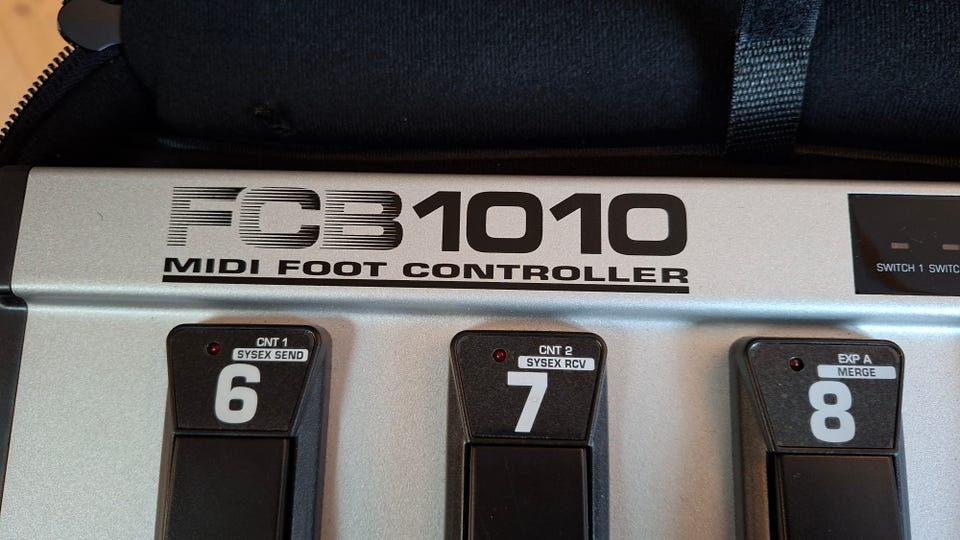 FCB1010
MIDI FOOT CONTROLLER
SWITCH 1 SWITC
CNT 1
SYSEX SEND
6
CNT 2
SYSEX RCV
7
EXP A
MERGE
8